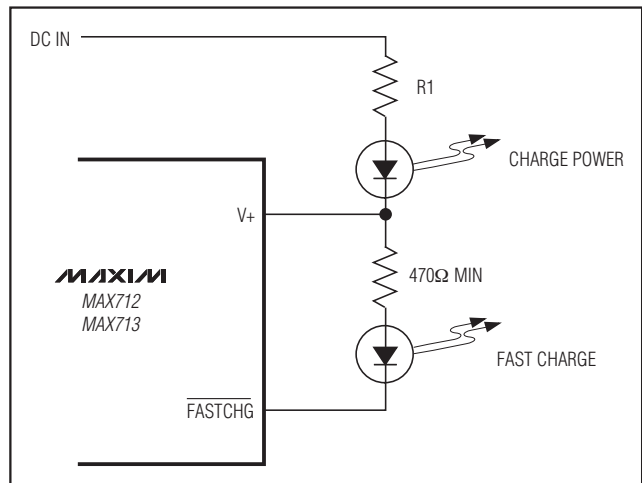 DC IN
R1
CHARGE POWER
V+
470Ω MIN
MAXIM
MAX712
MAX713
FAST CHARGE
FASTCHG